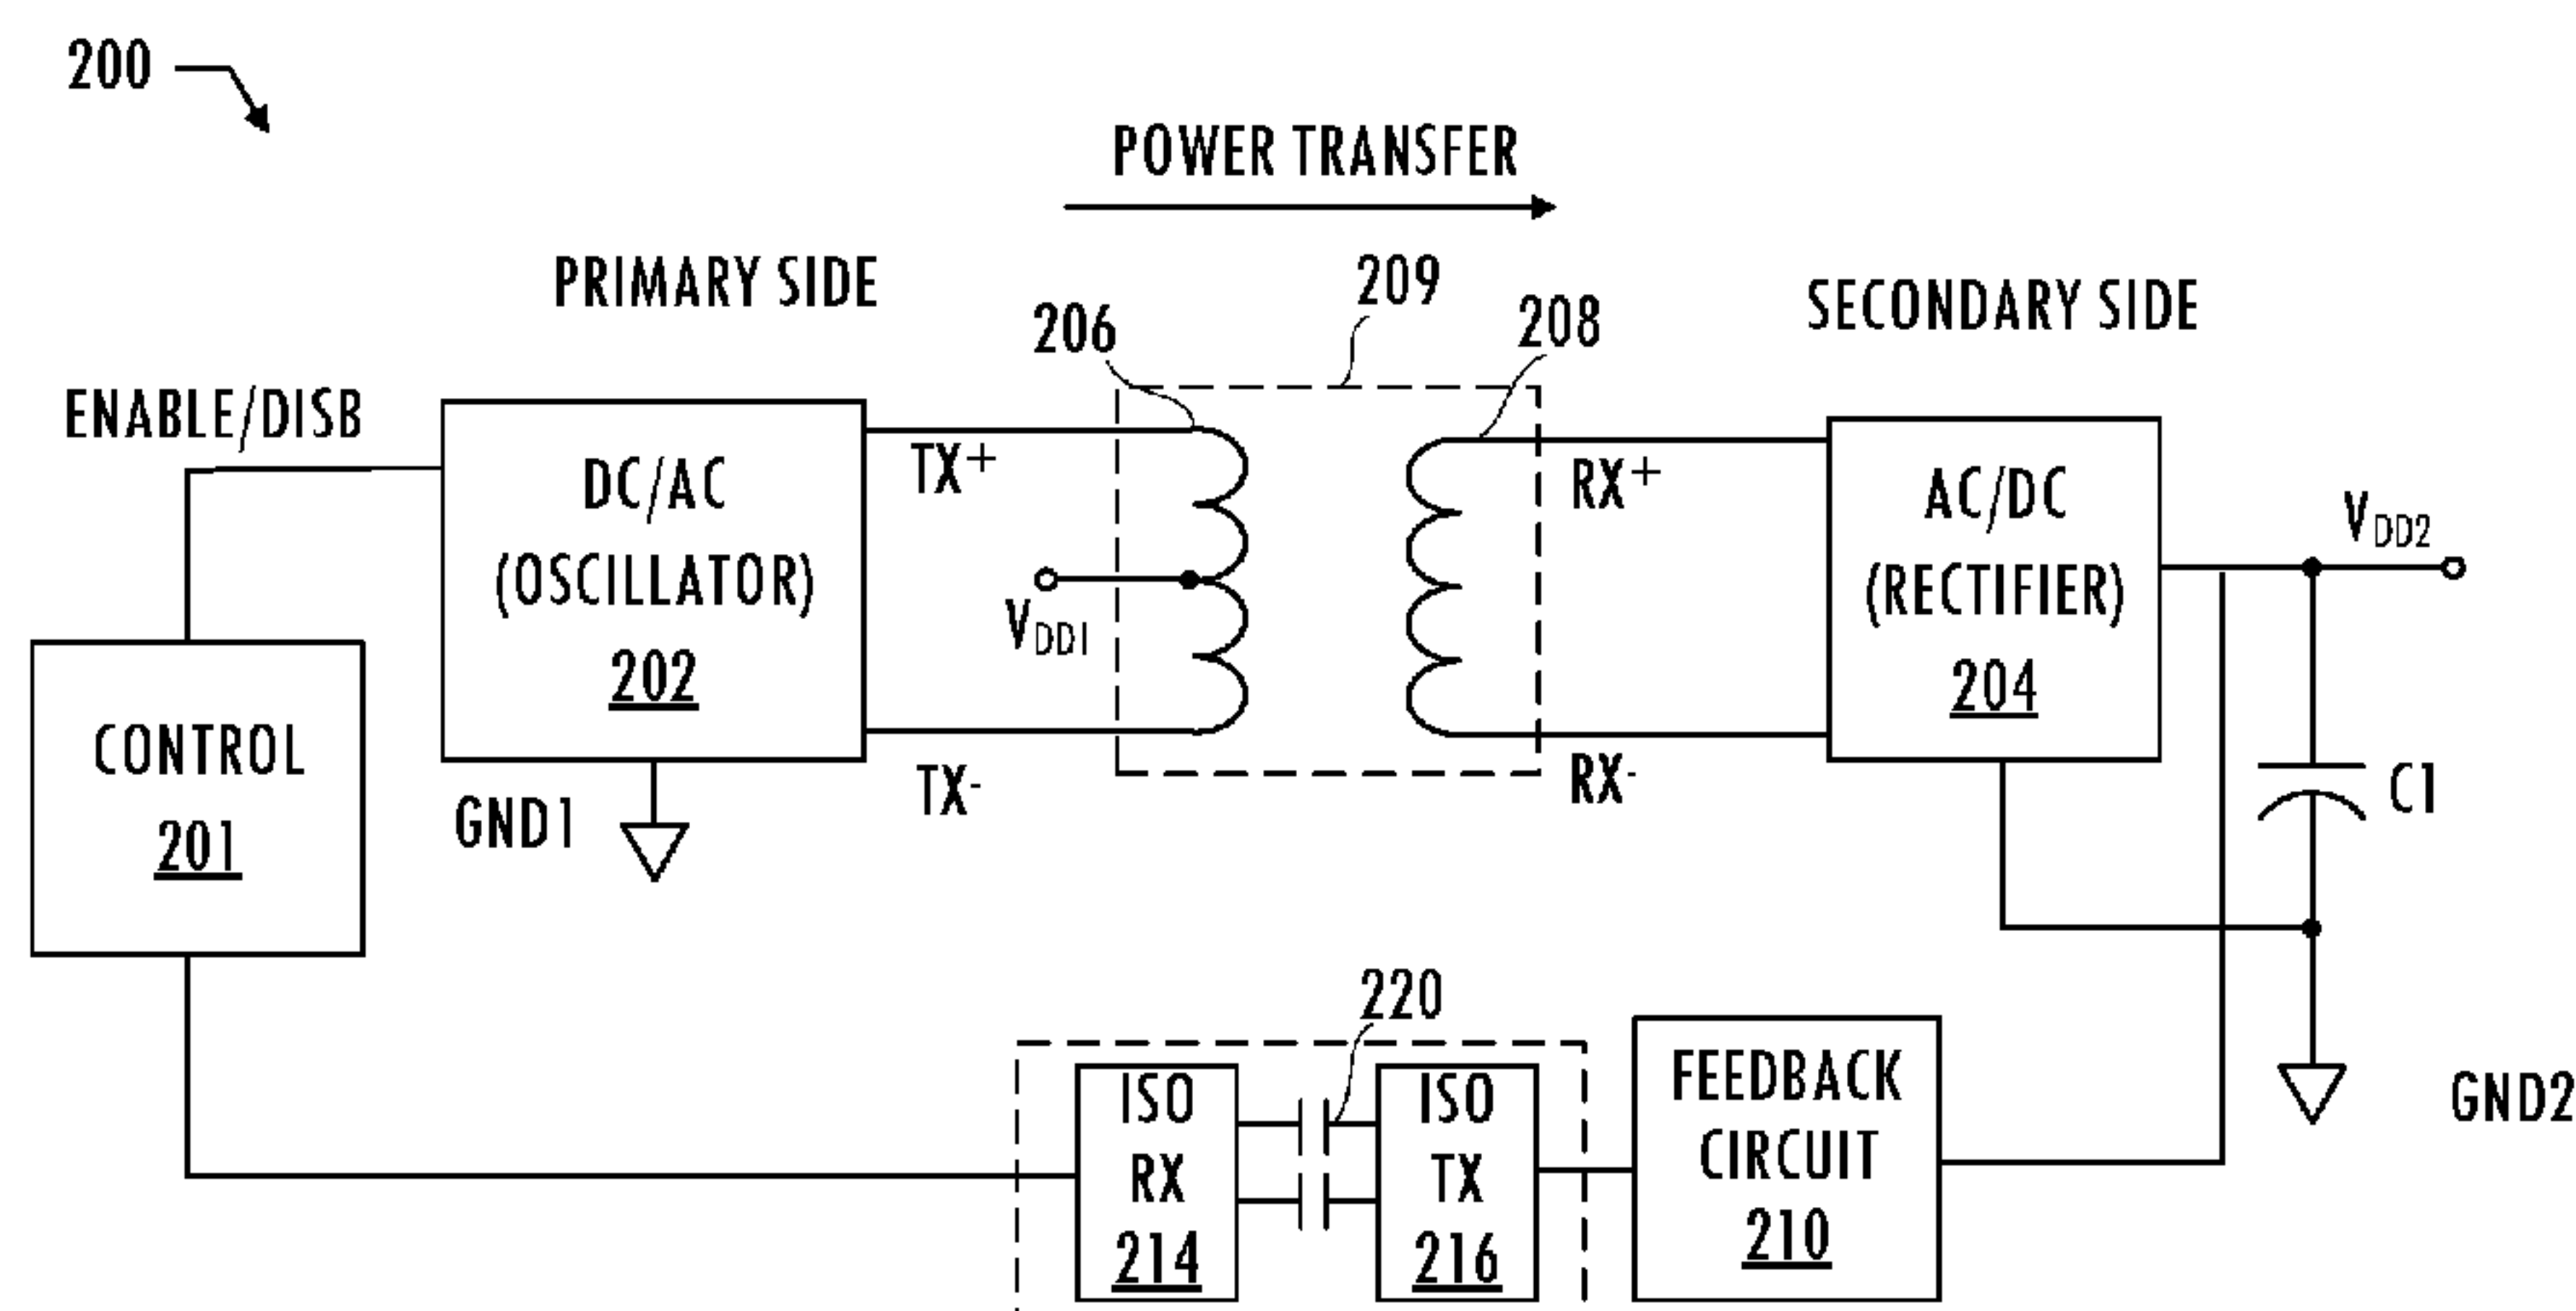 200
POWER TRANSFER
PRIMARY SIDE
209
SECONDARY SIDE
206
208
ENABLE/DISB
DC/AC
(OSCILLATOR)
202
TX+
TX-
VDD1
RX+
RX-
AC/DC
(RECTIFIER)
204
VDD2
CONTROL
201
GND1
C1
220
ISO
RX
214
ISO
TX
216
FEEDBACK
CIRCUIT
210
GND2